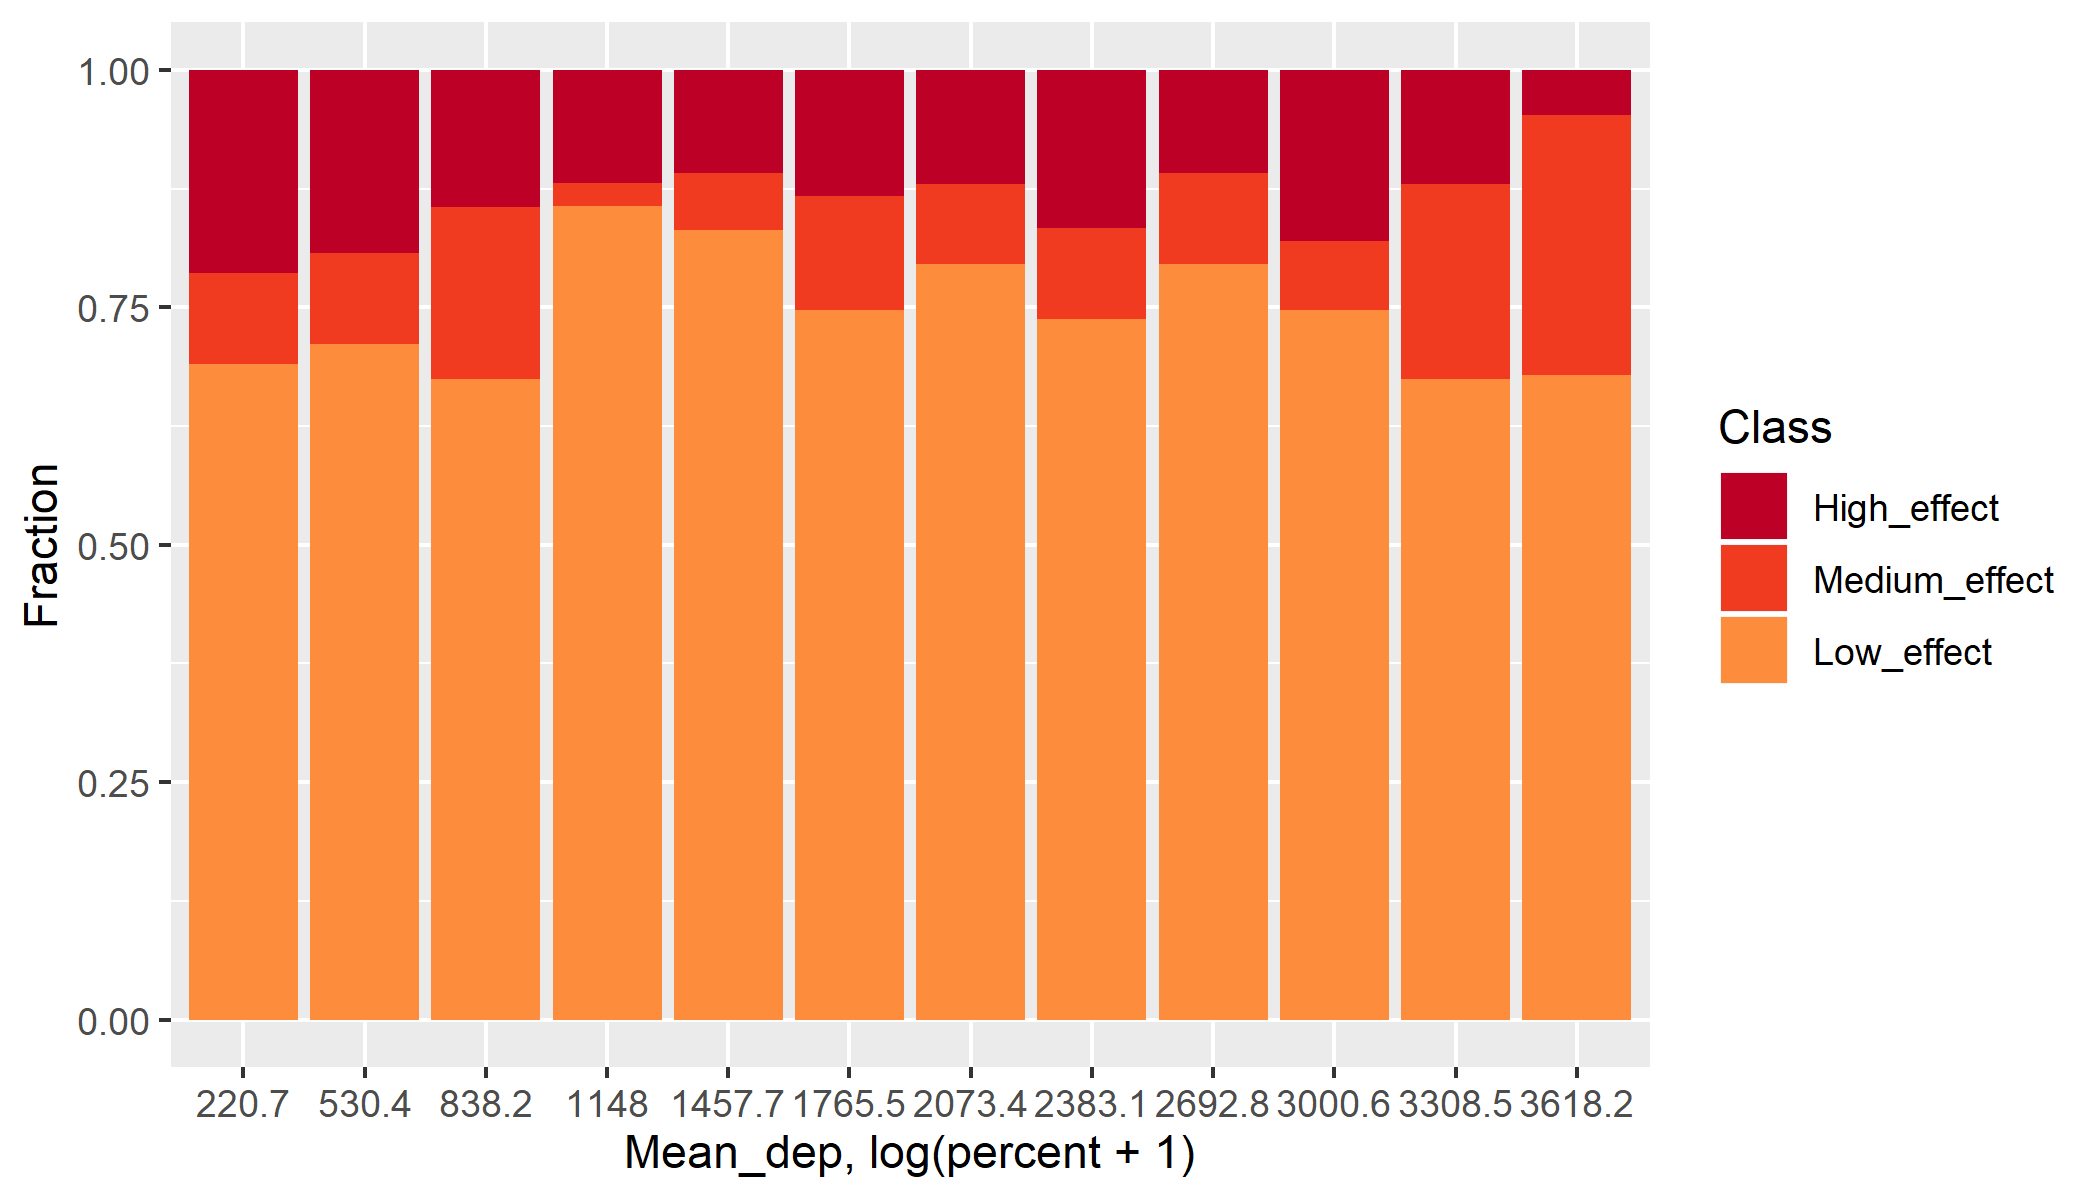 1.00
0.75
0.50
0.25
0.00
Fraction
220.7 530.4 838.2 1148 1457.7 1765.5 2073.4 2383.1 2692.8 3000.6 3308.5 3618.2
Mean_dep, log(percent + 1)
Class
High_effect
Medium_effect
Low_effect